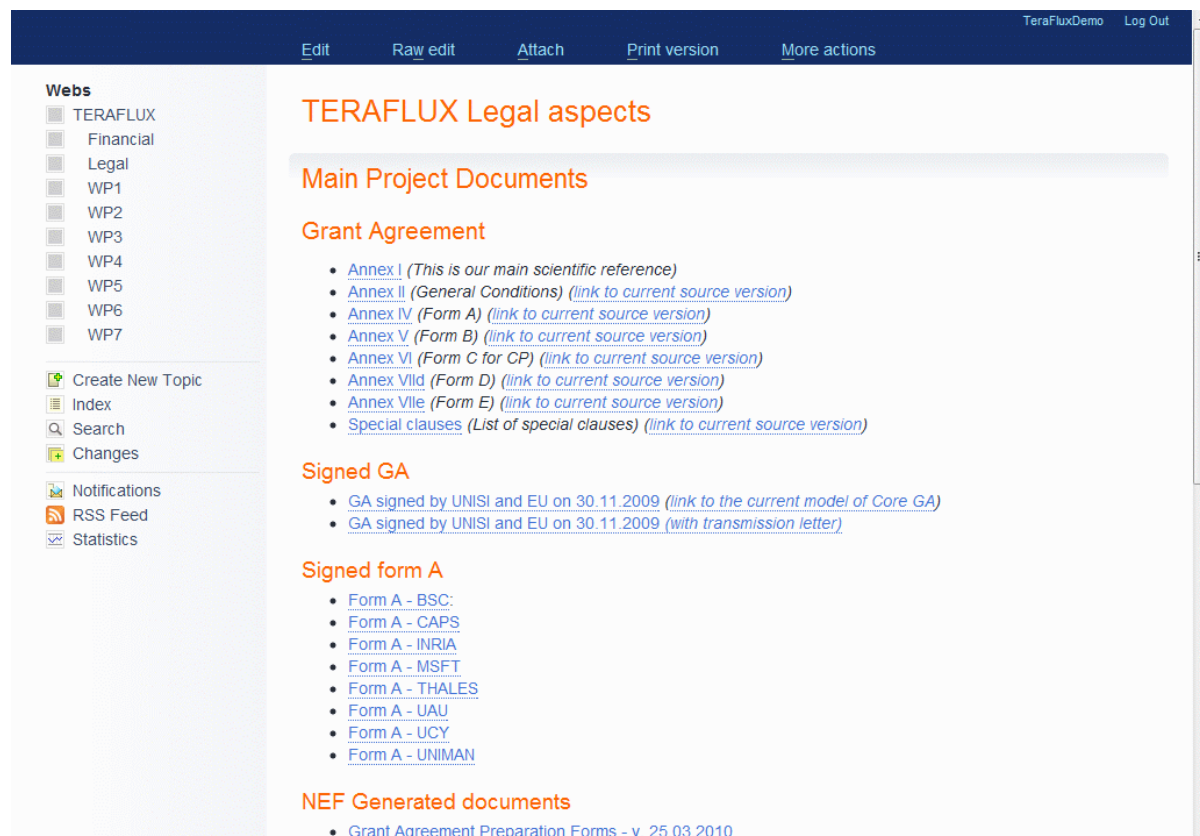 TeraFluxDemo Log Out
Edit Raw edit Attach Print version More actions
Webs
TERAFLUX
Financial
Legal
WP1
WP2
WP3
WP4
WP5
WP6
WP7
Create New Topic
Index
Search
Changes
Notifications
RSS Feed
Statistics
TERAFLUX Legal aspects
Main Project Documents
Grant Agreement
Annex I (This is our main scientific reference)
Annex II (General Conditions) (link to current source version)
Annex IV (Form A) (link to current source version)
Annex V (Form B) (link to current source version)
Annex VI (Form C for CP) (link to current source version)
Annex VIId (Form D) (link to current source version)
Annex VIIe (Form E) (link to current source version)
Special clauses (List of special clauses) (link to current source version)
Signed GA
GA signed by UNISI and EU on 30.11.2009 (link to the current model of Core GA)
GA signed by UNISI and EU on 30.11.2009 (with transmission letter)
Signed form A
Form A - BSC:
Form A - CAPS
Form A - INRIA
Form A - MSFT
Form A - THALES
Form A - UAU
Form A - UCY
Form A - UNIMAN
NEF Generated documents
Grant Agreement Preparation Forms - v. 25.03.2010